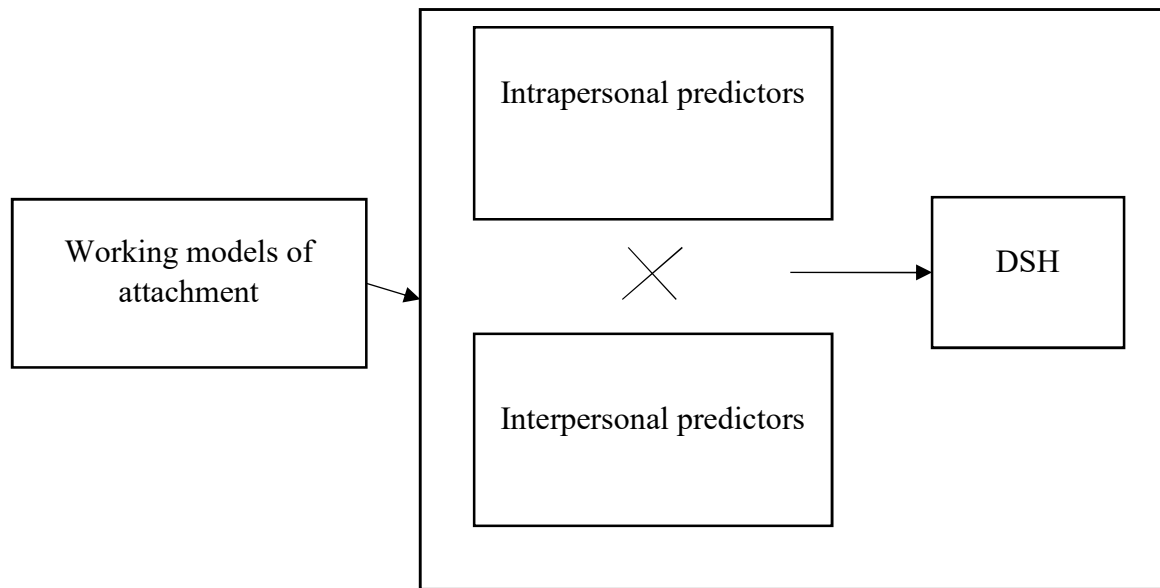 Intrapersonal predictors
Working models of
attachment
DSH
Interpersonal predictors